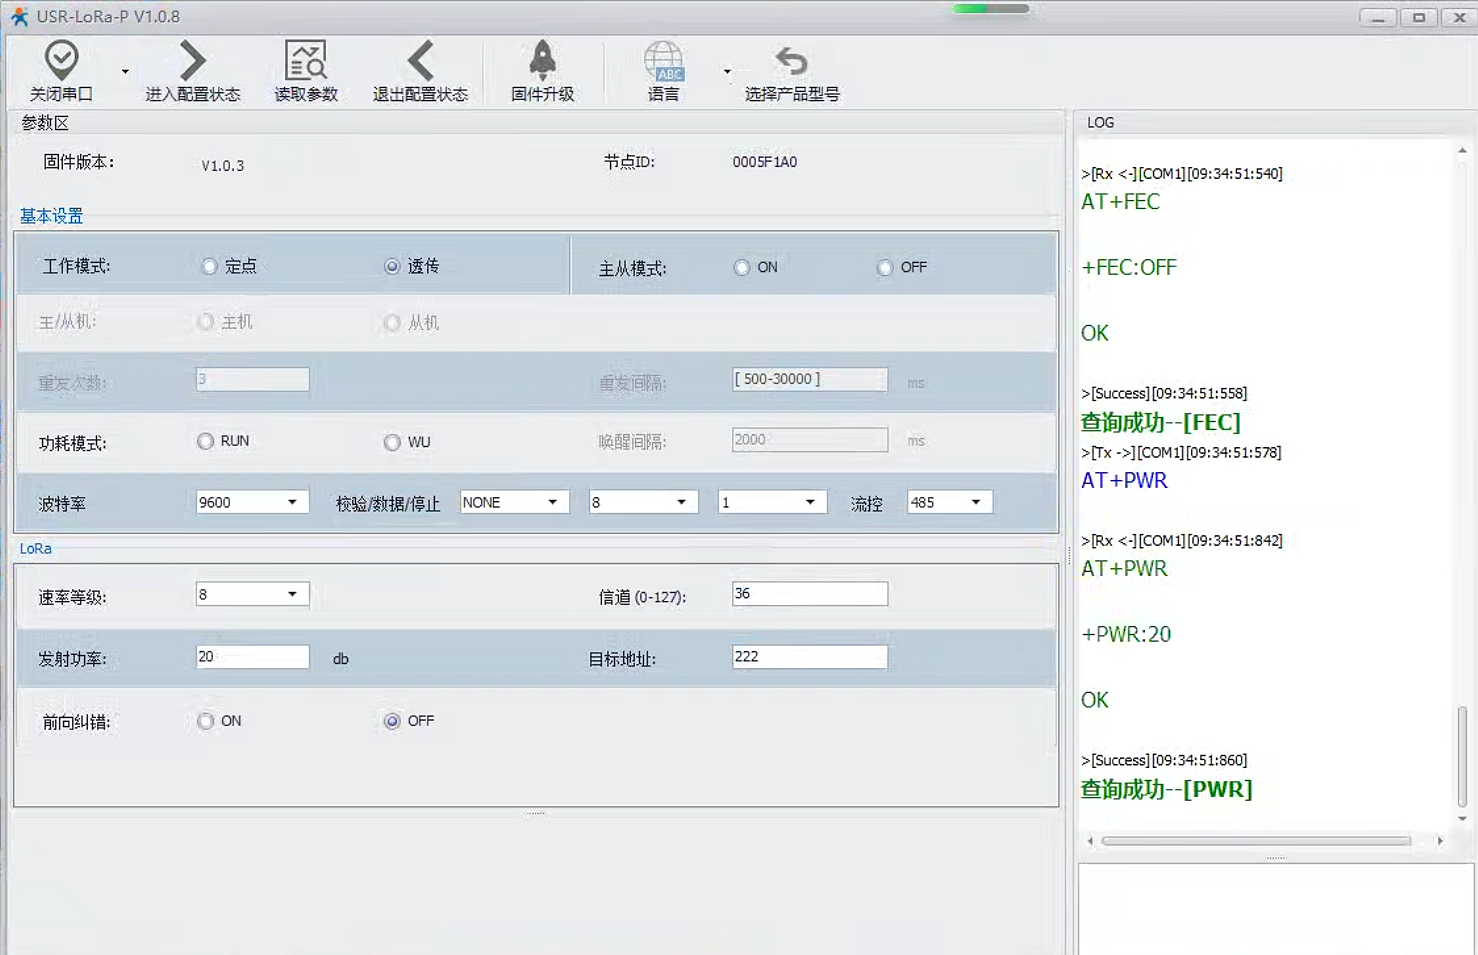 USR-LoRa-P V1.0.8
关闭串口 进入配置状态 读取参数 退出配置状态 固件升级 ABC 语言 选择产品型号
参数区
固件版本: V1.0.3 节点ID: 0005F1A0
基本设置
工作模式: 定点 透传 主从模式: ON OFF
主/从机: 主机 从机
重发次数: 3 重发间隔: [ 500-30000 ] ms
功耗模式: RUN WU 唤醒间隔: 2000 ms
波特率 9600 校验/数据/停止 NONE 8 1 流控 485
LoRa
速率等级: 8 信道 (0-127): 36
发射功率: 20 db 目标地址: 222
前向纠错: ON OFF
LOG
>[Rx <-][COM1][09:34:51:540]
AT+FEC
+FEC:OFF
OK
>[Success][09:34:51:558]
查询成功--[FEC]
>[Tx ->][COM1][09:34:51:578]
AT+PWR
>[Rx <-][COM1][09:34:51:842]
AT+PWR
+PWR:20
OK
>[Success][09:34:51:860]
查询成功--[PWR]